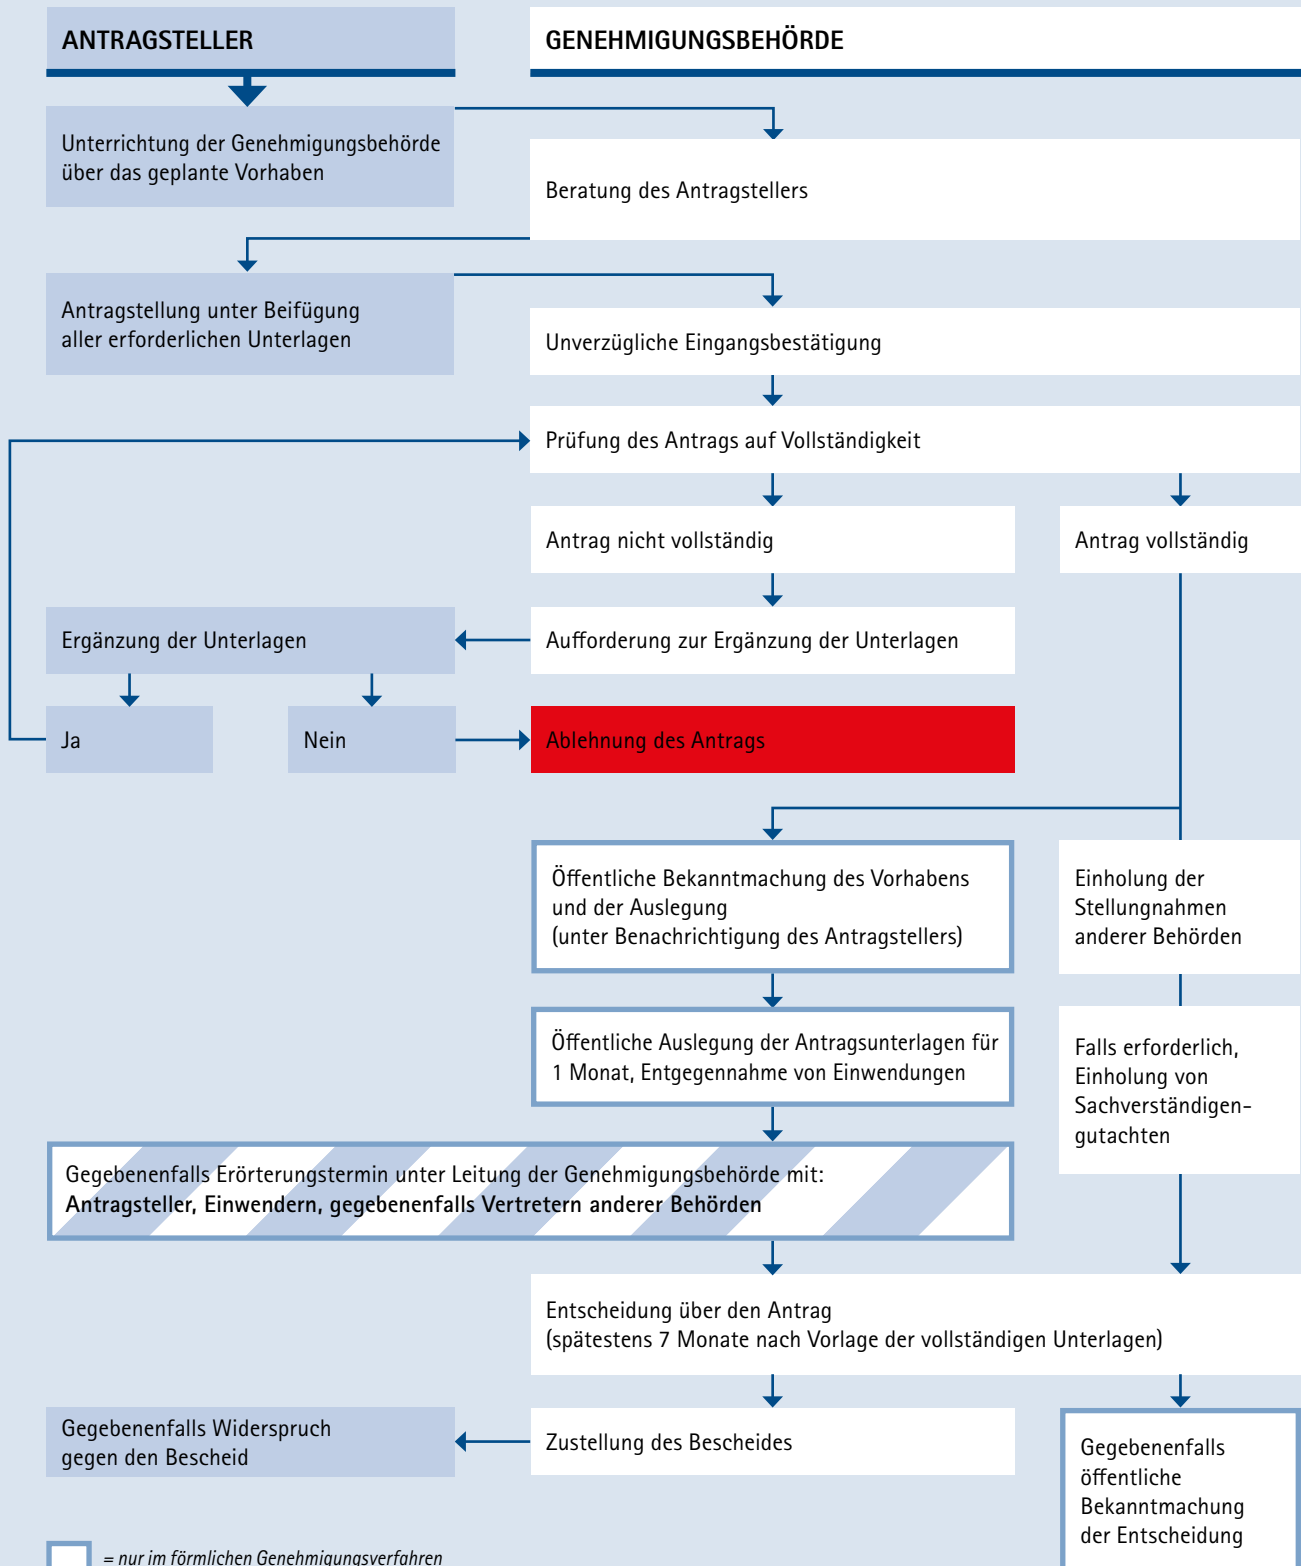 ANTRAGSTELLER
GENEHMIGUNGSBEHÖRDE
Unterrichtung der Genehmigungsbehörde
über das geplante Vorhaben
Beratung des Antragstellers
Antragstellung unter Beifügung
aller erforderlichen Unterlagen
Unverzügliche Eingangsbestätigung
Prüfung des Antrags auf Vollständigkeit
Antrag nicht vollständig
Antrag vollständig
Ergänzung der Unterlagen
Aufforderung zur Ergänzung der Unterlagen
Ja
Nein
Ablehnung des Antrags
Öffentliche Bekanntmachung des Vorhabens
und der Auslegung
(unter Benachrichtigung des Antragstellers)
Einholung der
Stellungnahmen
anderer Behörden
Öffentliche Auslegung der Antragsunterlagen für
1 Monat, Entgegennahme von Einwendungen
Falls erforderlich,
Einholung von
Sachverständigen-
gutachten
Gegebenenfalls Erörterungstermin unter Leitung der Genehmigungsbehörde mit:
Antragsteller, Einwendern, gegebenenfalls Vertretern anderer Behörden
Entscheidung über den Antrag
(spätestens 7 Monate nach Vorlage der vollständigen Unterlagen)
Gegebenenfalls Widerspruch
gegen den Bescheid
Zustellung des Bescheides
Gegebenenfalls
öffentliche
Bekanntmachung
der Entscheidung
= nur im förmlichen Genehmigungsverfahren